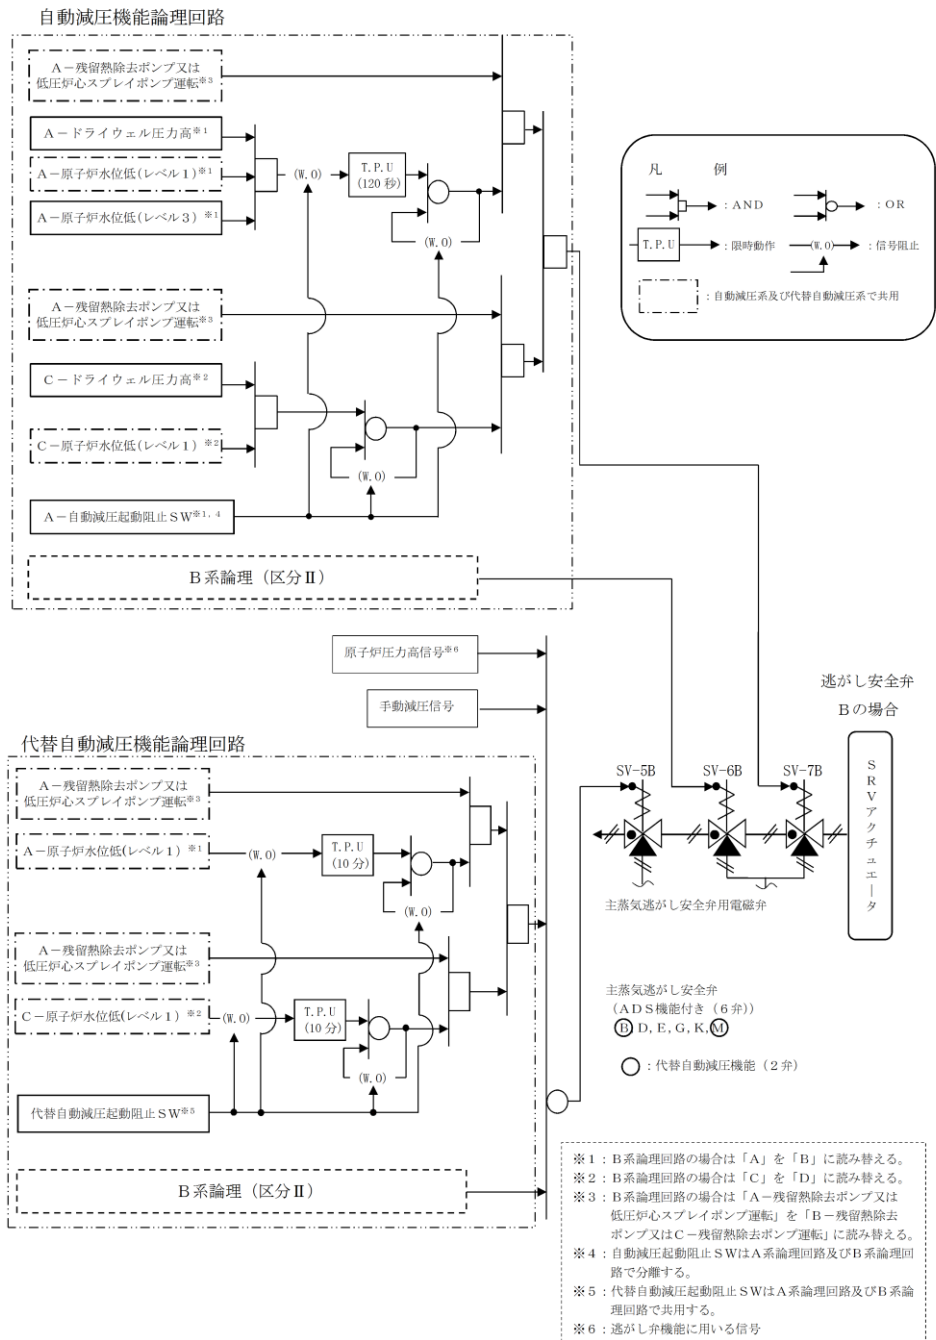 自動減圧機能論理回路
A－残留熱除去ポンプ又は
低圧炉心スプレイポンプ運転※3
A－ドライウェル圧力高※1
A－原子炉水位低(レベル1)※1
A－原子炉水位低(レベル3)※1
(W.O)
T.P.U
(120秒)
(W.O)
A－残留熱除去ポンプ又は
低圧炉心スプレイポンプ運転※3
C－ドライウェル圧力高※2
C－原子炉水位低(レベル1)※2
(W.O)
A－自動減圧起動阻止SW※1,4
B系論理（区分Ⅱ）
凡　例
：AND
：OR
T.P.U
：限時動作
(W.O)
：信号阻止
：自動減圧系及び代替自動減圧系で共用
原子炉圧力高信号※6
手動減圧信号
代替自動減圧機能論理回路
A－残留熱除去ポンプ又は
低圧炉心スプレイポンプ運転※3
A－原子炉水位低(レベル1)※1
(W.O)
T.P.U
(10分)
(W.O)
A－残留熱除去ポンプ又は
低圧炉心スプレイポンプ運転※3
C－原子炉水位低(レベル1)※2
(W.O)
T.P.U
(10分)
(W.O)
代替自動減圧起動阻止SW※5
B系論理（区分Ⅱ）
逃がし安全弁
Bの場合
SV-5B
SV-6B
SV-7B
SRVアクチュエータ
主蒸気逃がし安全弁用電磁弁
主蒸気逃がし安全弁
（ADS機能付き（6弁））
B, D, E, G, K, M
：代替自動減圧機能（2弁）
※1：B系論理回路の場合は「A」を「B」に読み替える。
※2：B系論理回路の場合は「C」を「D」に読み替える。
※3：B系論理回路の場合は「A－残留熱除去ポンプ又は
低圧炉心スプレイポンプ運転」を「B－残留熱除去
ポンプ又はC－残留熱除去ポンプ運転」に読み替える。
※4：自動減圧起動阻止SWはA系論理回路及びB系論理回
路で分離する。
※5：代替自動減圧起動阻止SWはA系論理回路及びB系論
理回路で共用する。
※6：逃がし弁機能に用いる信号